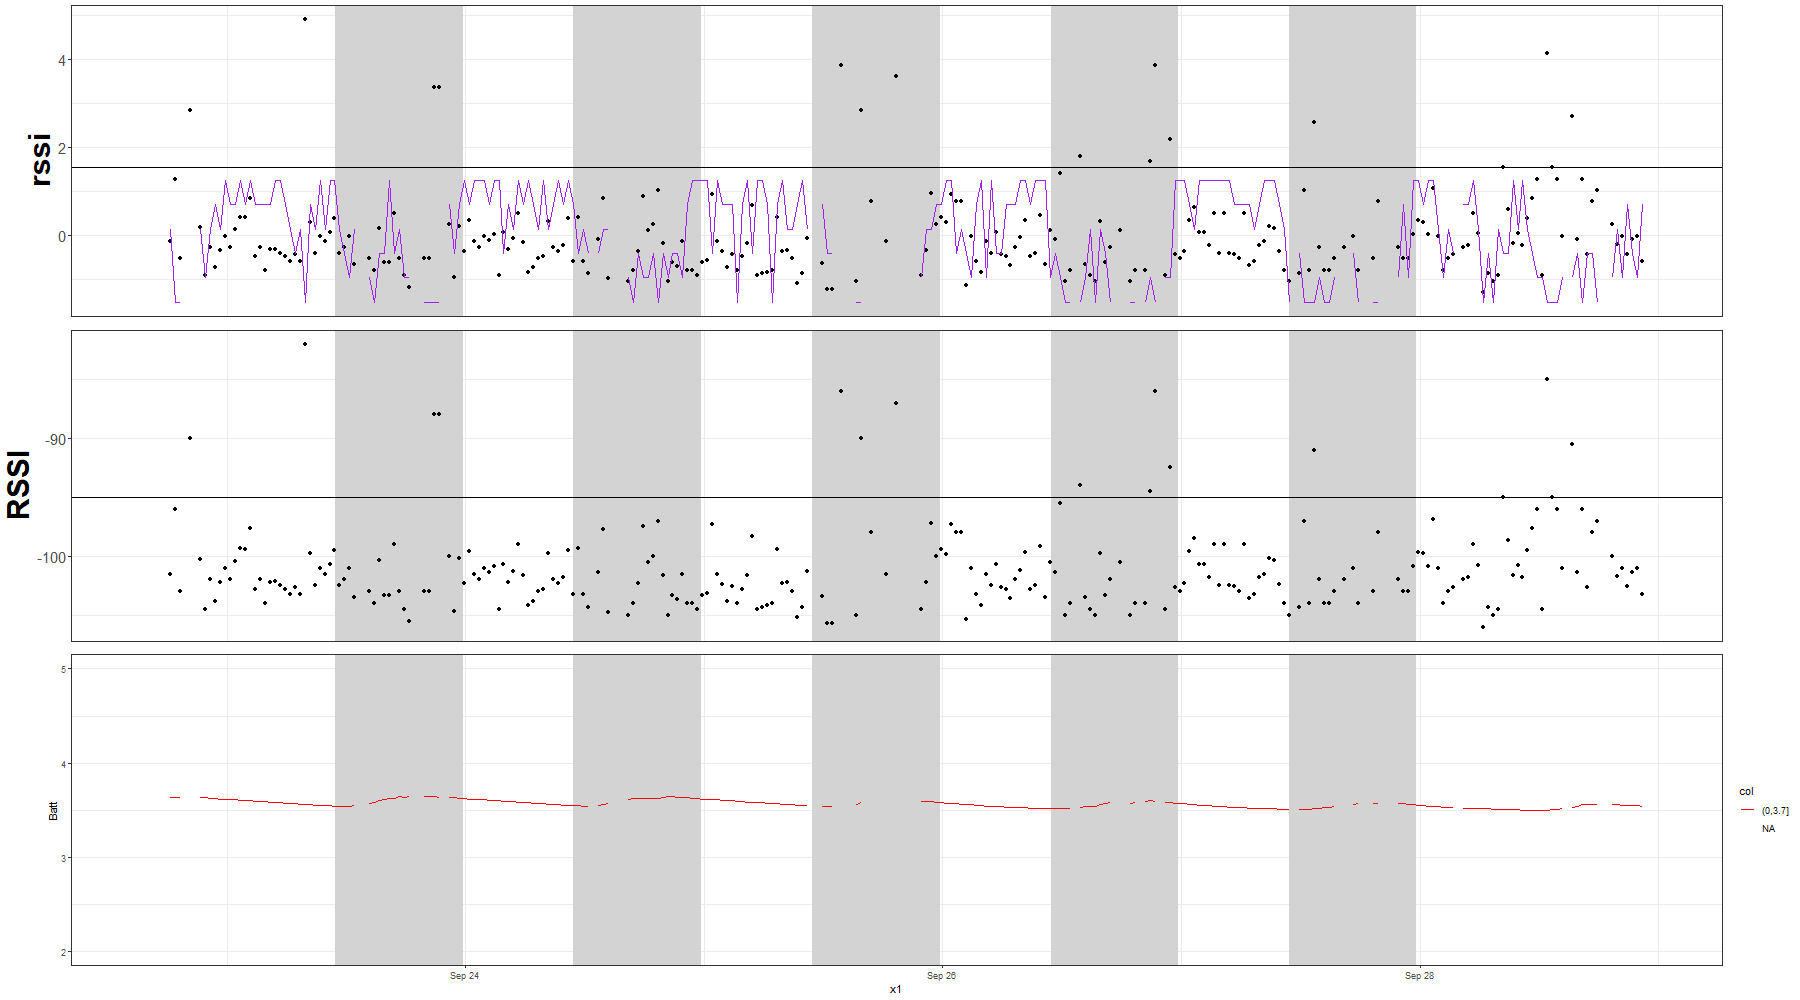 rssi
4
2
0
RSSI
-90
-100
Batt
5
4
3
2
Sep 24
Sep 26
Sep 28
x1
col
(0,3.7]
NA